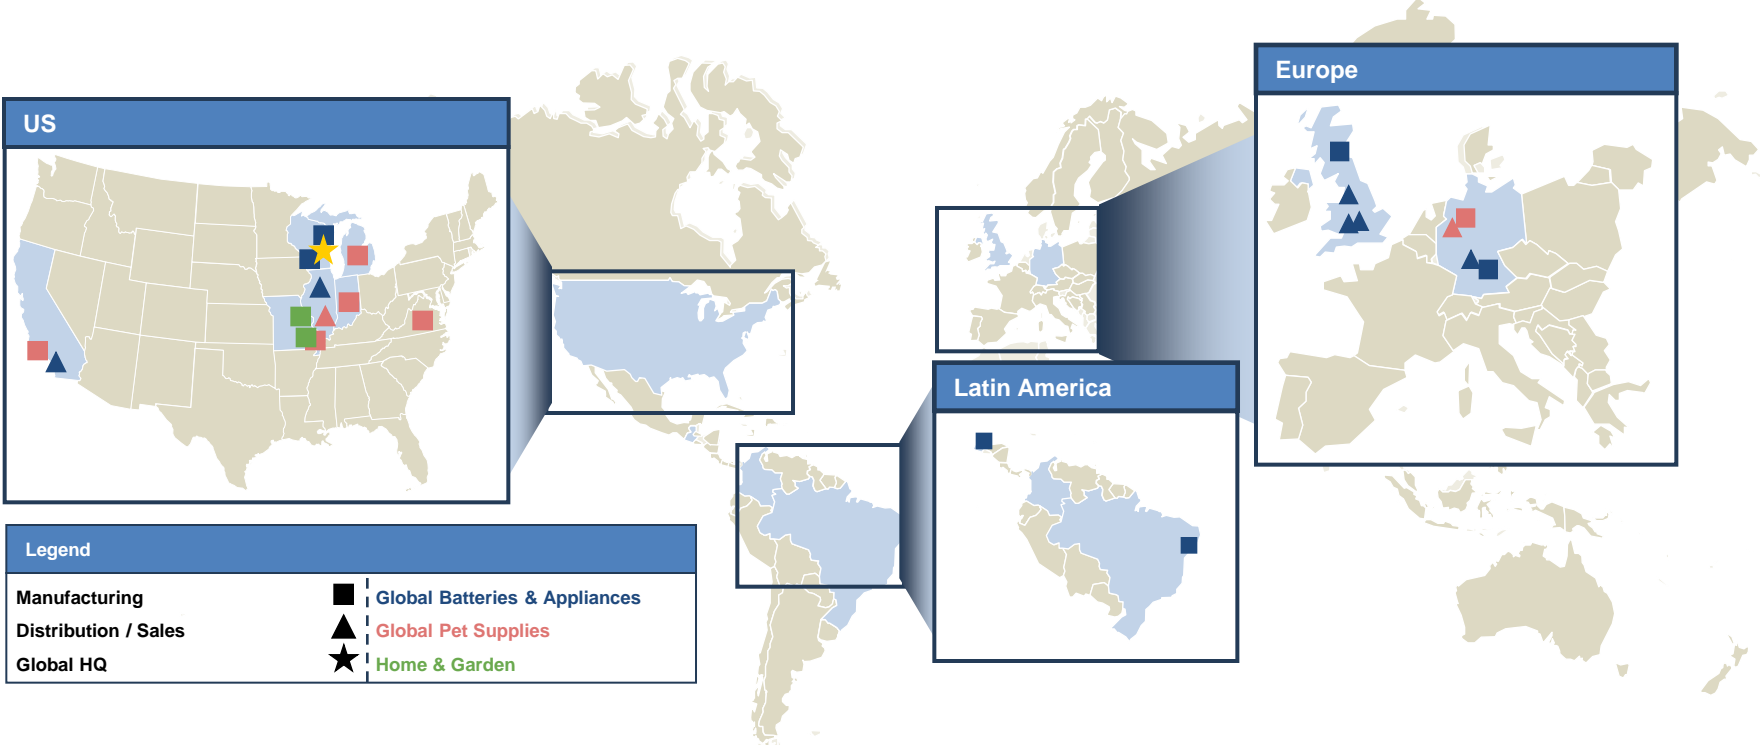 US
Europe
Latin America
Legend
Manufacturing
Global Batteries & Appliances
Distribution / Sales
Global Pet Supplies
Global HQ
Home & Garden